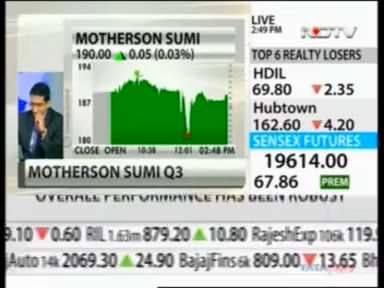 MOTHERSON SUMI
190.00 ▲ 0.05 (0.03%)
194
187
180
CLOSE OPEN 10:38 12:01 02:48 PM
MOTHERSON SUMI Q3
LIVE
2:49 PM
NDTV
TOP 6 REALTY LOSERS
HDIL
69.80 ▼ 2.35
Hubtown
162.60 ▼ 4.20
SENSEX FUTURES
19614.00
67.86 PREM
OVERALL PERFORMANCE HAS BEEN ROBUST
9.10 ▼ 0.60 RIL 1.63m 879.20 ▲ 10.80 RajeshExp 106k 119.
jAuto 14k 2069.30 ▲ 24.90 BajajFins 6k 809.00 ▼ 13.65 Bh